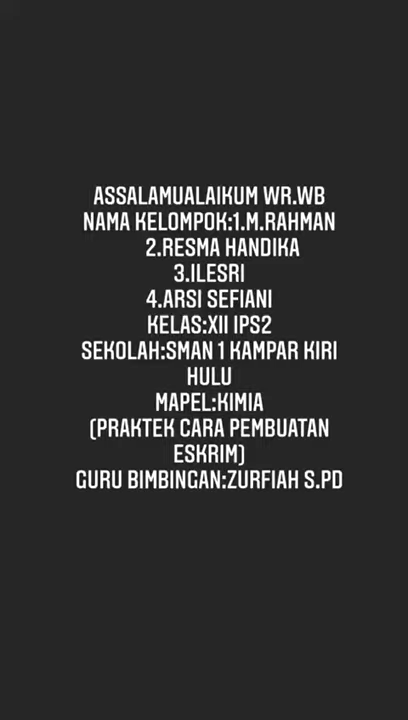 ASSALAMUALAIKUM WR.WB
NAMA KELOMPOK:1.M.RAHMAN
2.RESMA HANDIKA
3.ILESRI
4.ARSI SEFIANI
KELAS:XII IPS2
SEKOLAH:SMAN 1 KAMPAR KIRI
HULU
MAPEL:KIMIA
(PRAKTEK CARA PEMBUATAN
ESKRIM)
GURU BIMBINGAN:ZURFIAH S.PD